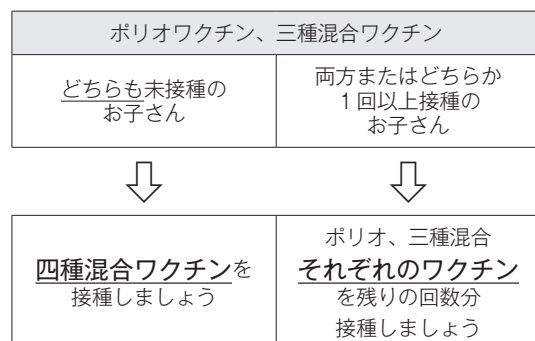 ポリオワクチン、三種混合ワクチン
どちらも未接種の
お子さん
両方またはどちらか
1回以上接種の
お子さん
四種混合ワクチンを
接種しましょう
ポリオ、三種混合
それぞれのワクチン
を残りの回数分
接種しましょう